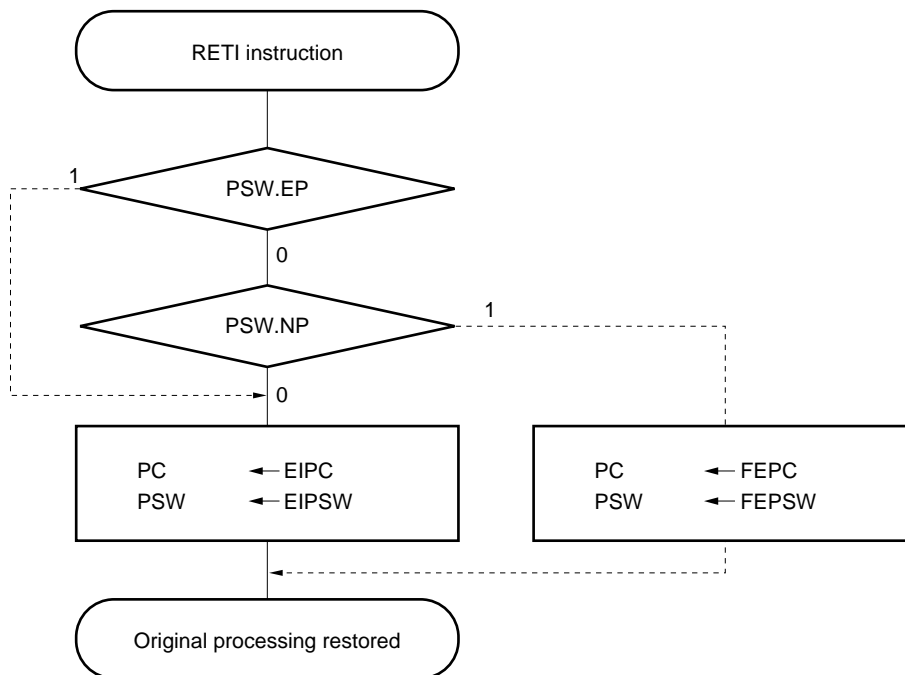 RETI instruction
1
PSW.EP
0
PSW.NP
1
0
PC EIPC
PSW EIPSW
PC FEPC
PSW FEPSW
Original processing restored